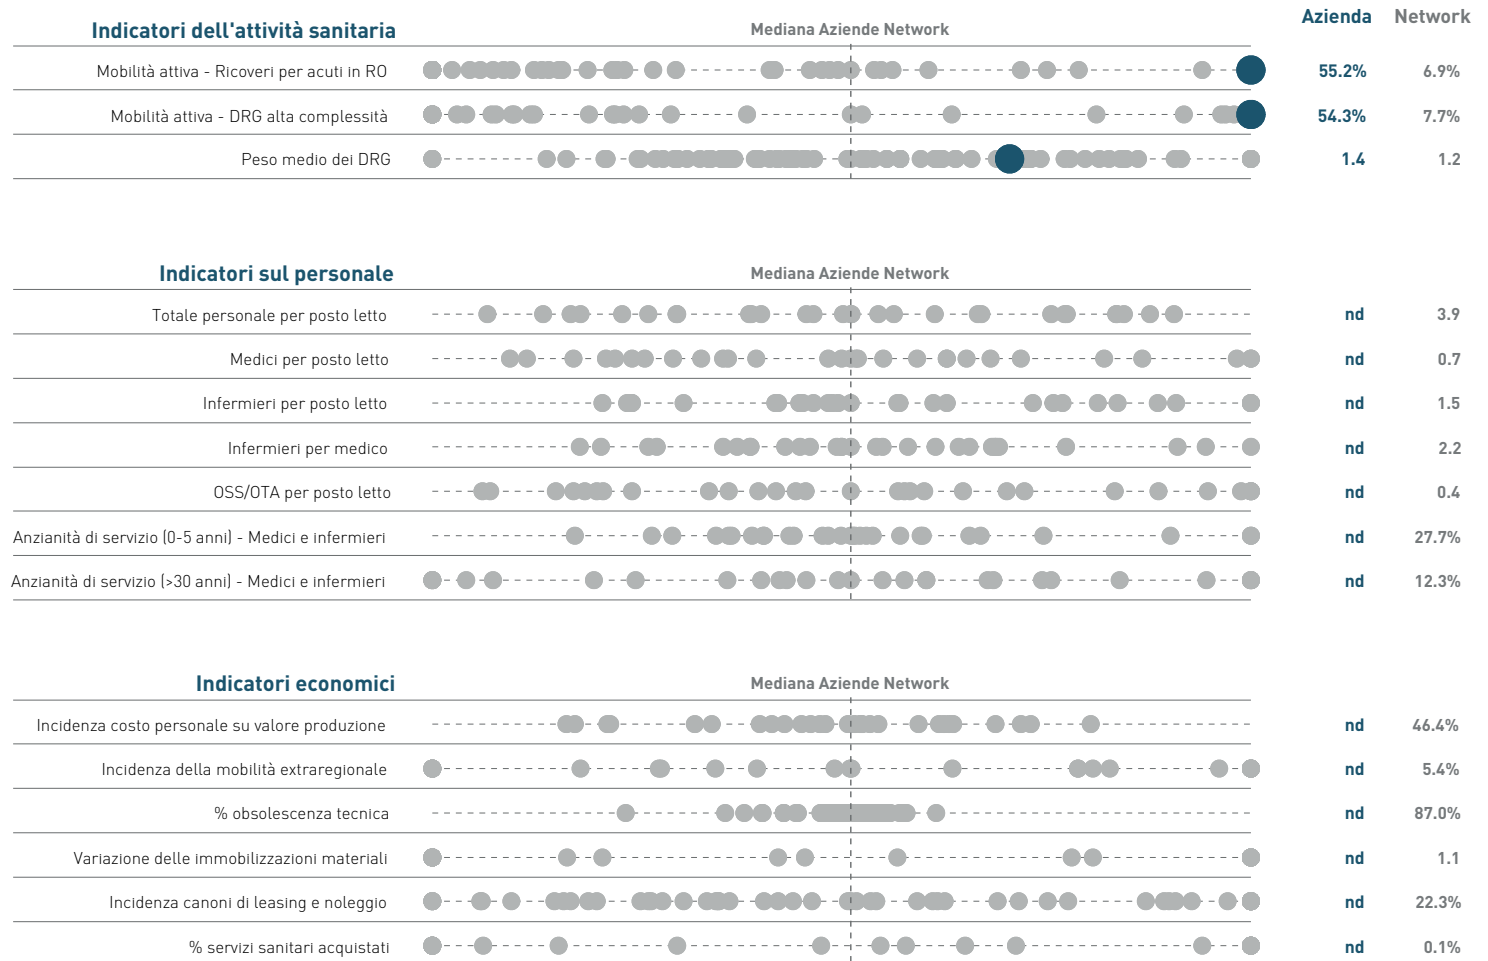 Azienda Network
Indicatori dell'attività sanitaria Mediana Aziende Network
Mobilità attiva - Ricoveri per acuti in RO 55.2% 6.9%
Mobilità attiva - DRG alta complessità 54.3% 7.7%
Peso medio dei DRG 1.4 1.2
Indicatori sul personale Mediana Aziende Network
Totale personale per posto letto nd 3.9
Medici per posto letto nd 0.7
Infermieri per posto letto nd 1.5
Infermieri per medico nd 2.2
OSS/OTA per posto letto nd 0.4
Anzianità di servizio (0-5 anni) - Medici e infermieri nd 27.7%
Anzianità di servizio (>30 anni) - Medici e infermieri nd 12.3%
Indicatori economici Mediana Aziende Network
Incidenza costo personale su valore produzione nd 46.4%
Incidenza della mobilità extraregionale nd 5.4%
% obsolescenza tecnica nd 87.0%
Variazione delle immobilizzazioni materiali nd 1.1
Incidenza canoni di leasing e noleggio nd 22.3%
% servizi sanitari acquistati nd 0.1%